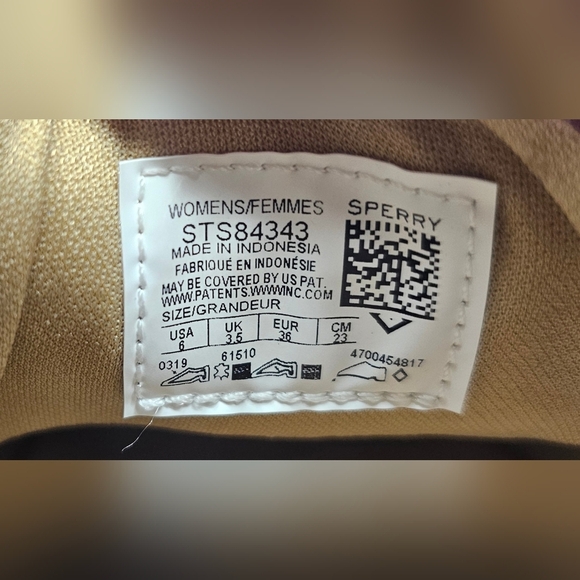 WOMENS/FEMMES
SPERRY
STS84343
MADE IN INDONESIA
FABRIQUÉ EN INDONÉSIE
MAY BE COVERED BY US PAT.
WWW.PATENTS.WWWINC.COM
SIZE/GRANDEUR
USA UK EUR CM
6 3.5 36 23
0319 61510 4700454817